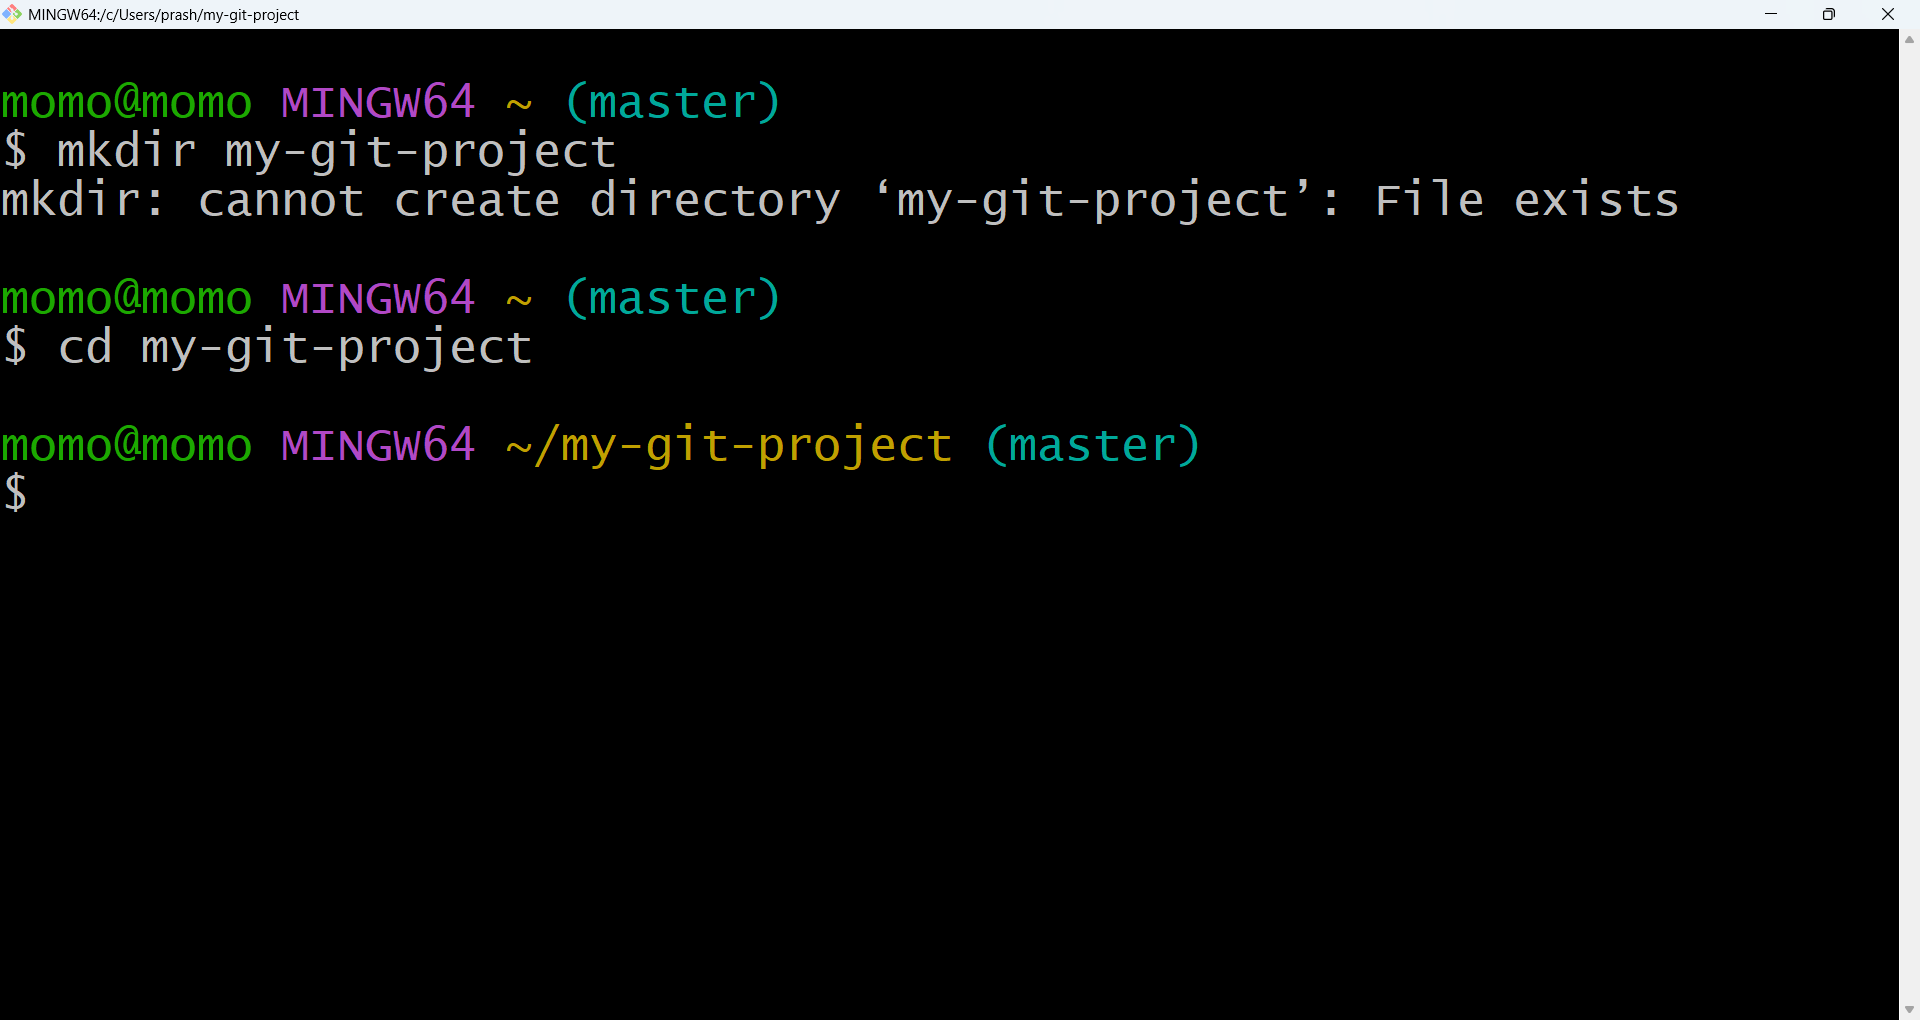 MINGW64:/c/Users/prash/my-git-project
momo@momo MINGW64 ~ (master)
$ mkdir my-git-project
mkdir: cannot create directory ‘my-git-project’: File exists
momo@momo MINGW64 ~ (master)
$ cd my-git-project
momo@momo MINGW64 ~/my-git-project (master)
$